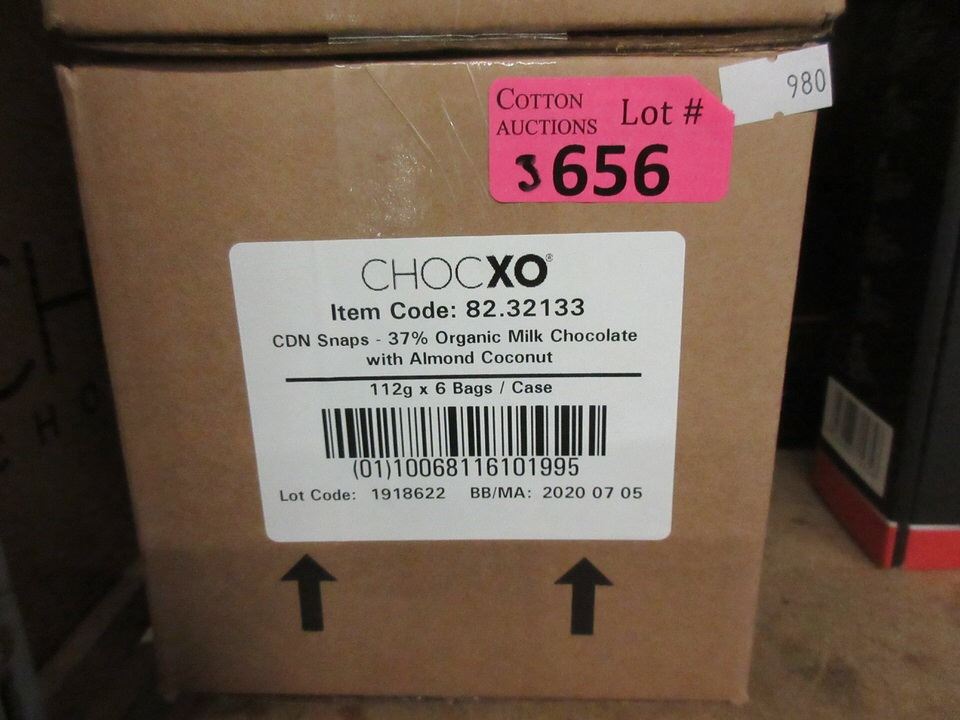 980
COTTON
AUCTIONS
Lot #
3656
CHOCXO®
Item Code: 82.32133
CDN Snaps - 37% Organic Milk Chocolate
with Almond Coconut
112g x 6 Bags / Case
(01)10068116101995
Lot Code: 1918622 BB/MA: 2020 07 05